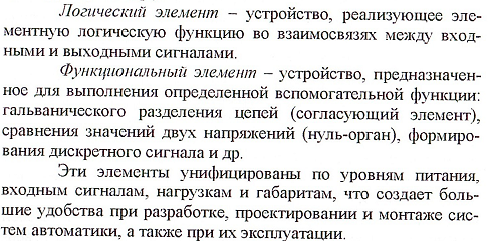 Логический элемент – устройство, реализующее эле-
ментную логическую функцию во взаимосвязях между вход-
ными и выходными сигналами.
Функциональный элемент – устройство, предназначен-
ное для выполнения определенной вспомогательной функции:
гальванического разделения цепей (согласующий элемент),
сравнения значений двух напряжений (нуль-орган), формиро-
вания дискретного сигнала и др.
Эти элементы унифицированы по уровням питания,
входным сигналам, нагрузкам и габаритам, что создает боль-
шие удобства при разработке, проектировании и монтаже сис-
тем автоматики, а также при их эксплуатации.